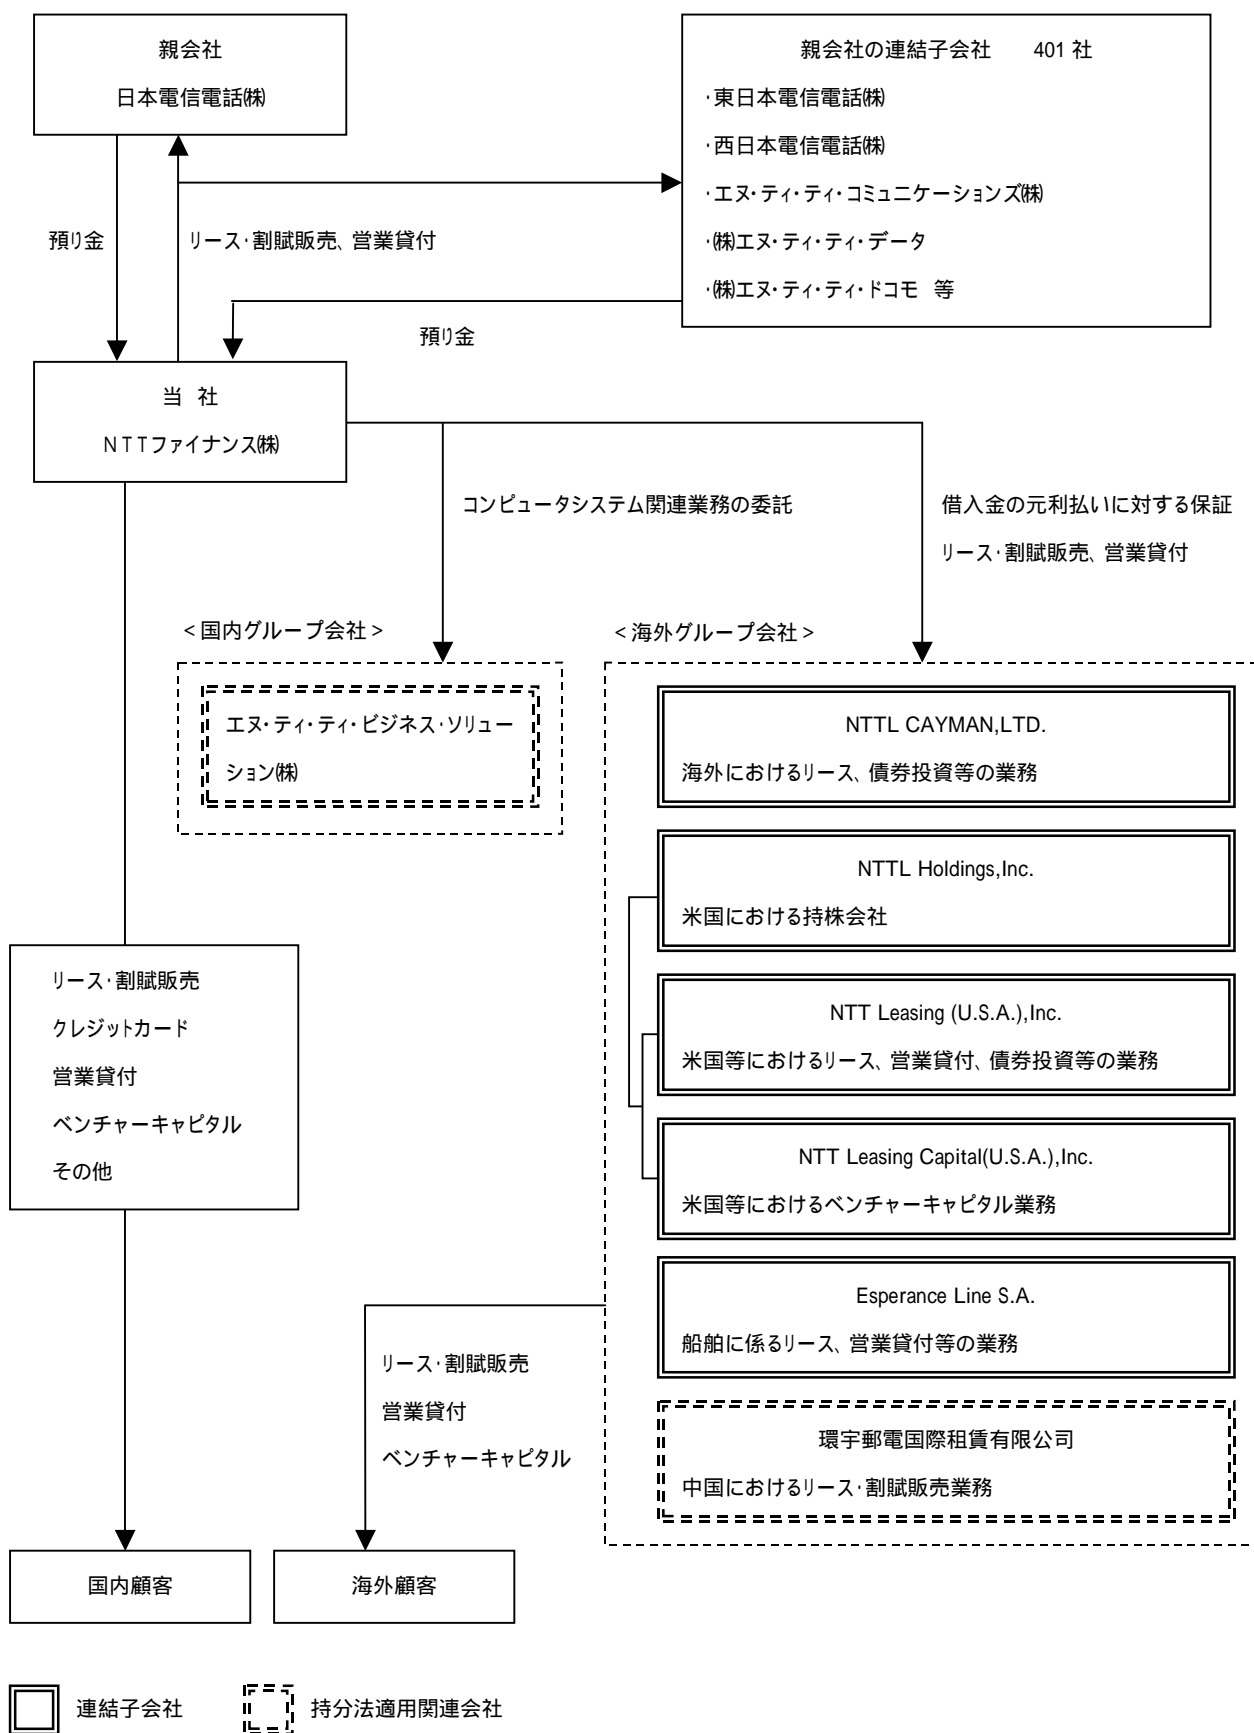 親会社
日本電信電話㈱
親会社の連結子会社　401 社
・東日本電信電話㈱
・西日本電信電話㈱
・エヌ・ティ・ティ・コミュニケーションズ㈱
・㈱エヌ・ティ・ティ・データ
・㈱エヌ・ティ・ティ・ドコモ 等
預り金
リース・割賦販売、営業貸付
預り金
当 社
ＮＴＴファイナンス㈱
コンピュータシステム関連業務の委託
借入金の元利払いに対する保証
リース・割賦販売、営業貸付
＜国内グループ会社＞
エヌ・ティ・ティ・ビジネス・ソリュー
ション㈱
＜海外グループ会社＞
NTTL CAYMAN,LTD.
海外におけるリース、債券投資等の業務
NTTL Holdings,Inc.
米国における持株会社
NTT Leasing (U.S.A.),Inc.
米国等におけるリース、営業貸付、債券投資等の業務
NTT Leasing Capital(U.S.A.),Inc.
米国等におけるベンチャーキャピタル業務
Esperance Line S.A.
船舶に係るリース、営業貸付等の業務
環宇郵電国際租賃有限公司
中国におけるリース・割賦販売業務
リース・割賦販売
クレジットカード
営業貸付
ベンチャーキャピタル
その他
リース・割賦販売
営業貸付
ベンチャーキャピタル
国内顧客
海外顧客
連結子会社
持分法適用関連会社